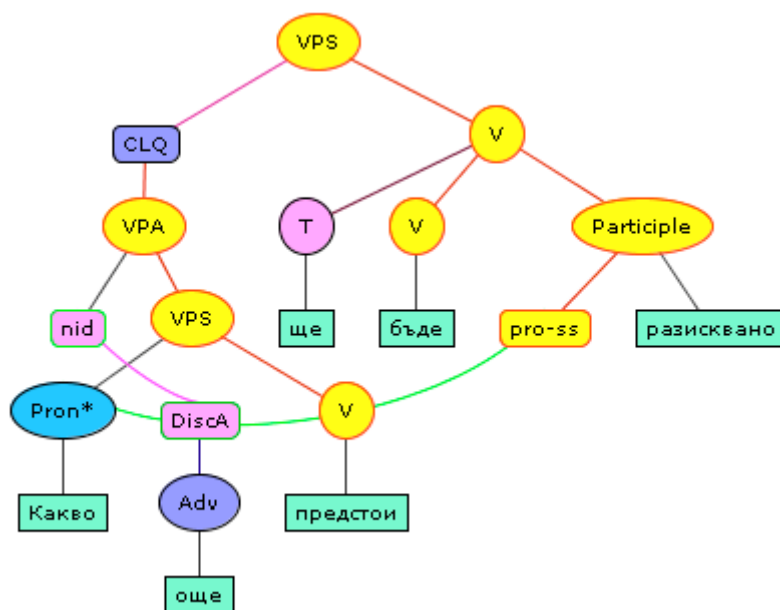 VPS
V
CLQ
VPA
T
V
Participle
nid
VPS
ще
бъде
pro-ss
разисквано
Pron*
DiscA
V
Какво
Adv
предстои
още